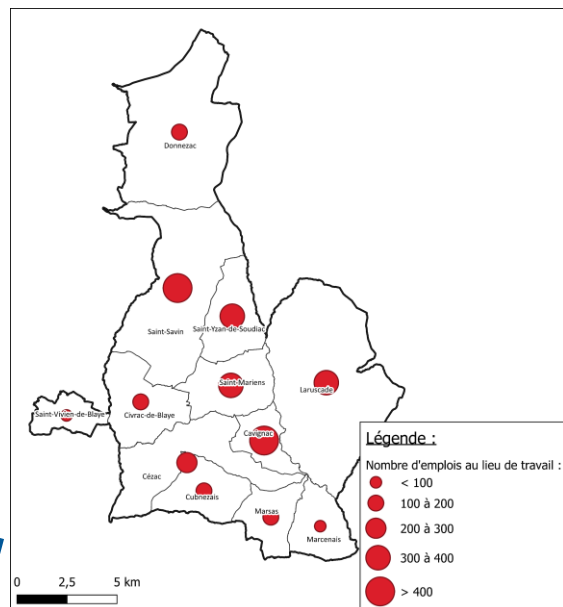 Donnezac
Saint-Savin
Saint-Yzan-de-Soudiac
Saint-Mariens
Laruscade
Saint-Vivien-de-Blaye
Civrac-de-Blaye
Cavignac
Cézac
Cubnezais
Marsas
Marcenais
Légende :
Nombre d'emplois au lieu de travail :
< 100
100 à 200
200 à 300
300 à 400
> 400
0 2,5 5 km